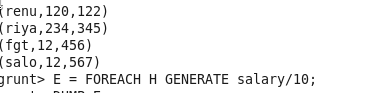 (renu,120,122)
(riya,234,345)
(fgt,12,456)
(salo,12,567)
grunt> E = FOREACH H GENERATE salary/10;